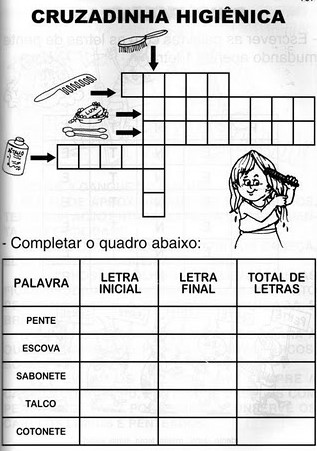 CRUZADINHA HIGIÊNICA
- Completar o quadro abaixo:
PALAVRA LETRA INICIAL LETRA FINAL TOTAL DE LETRAS
PENTE
ESCOVA
SABONETE
TALCO
COTONETE